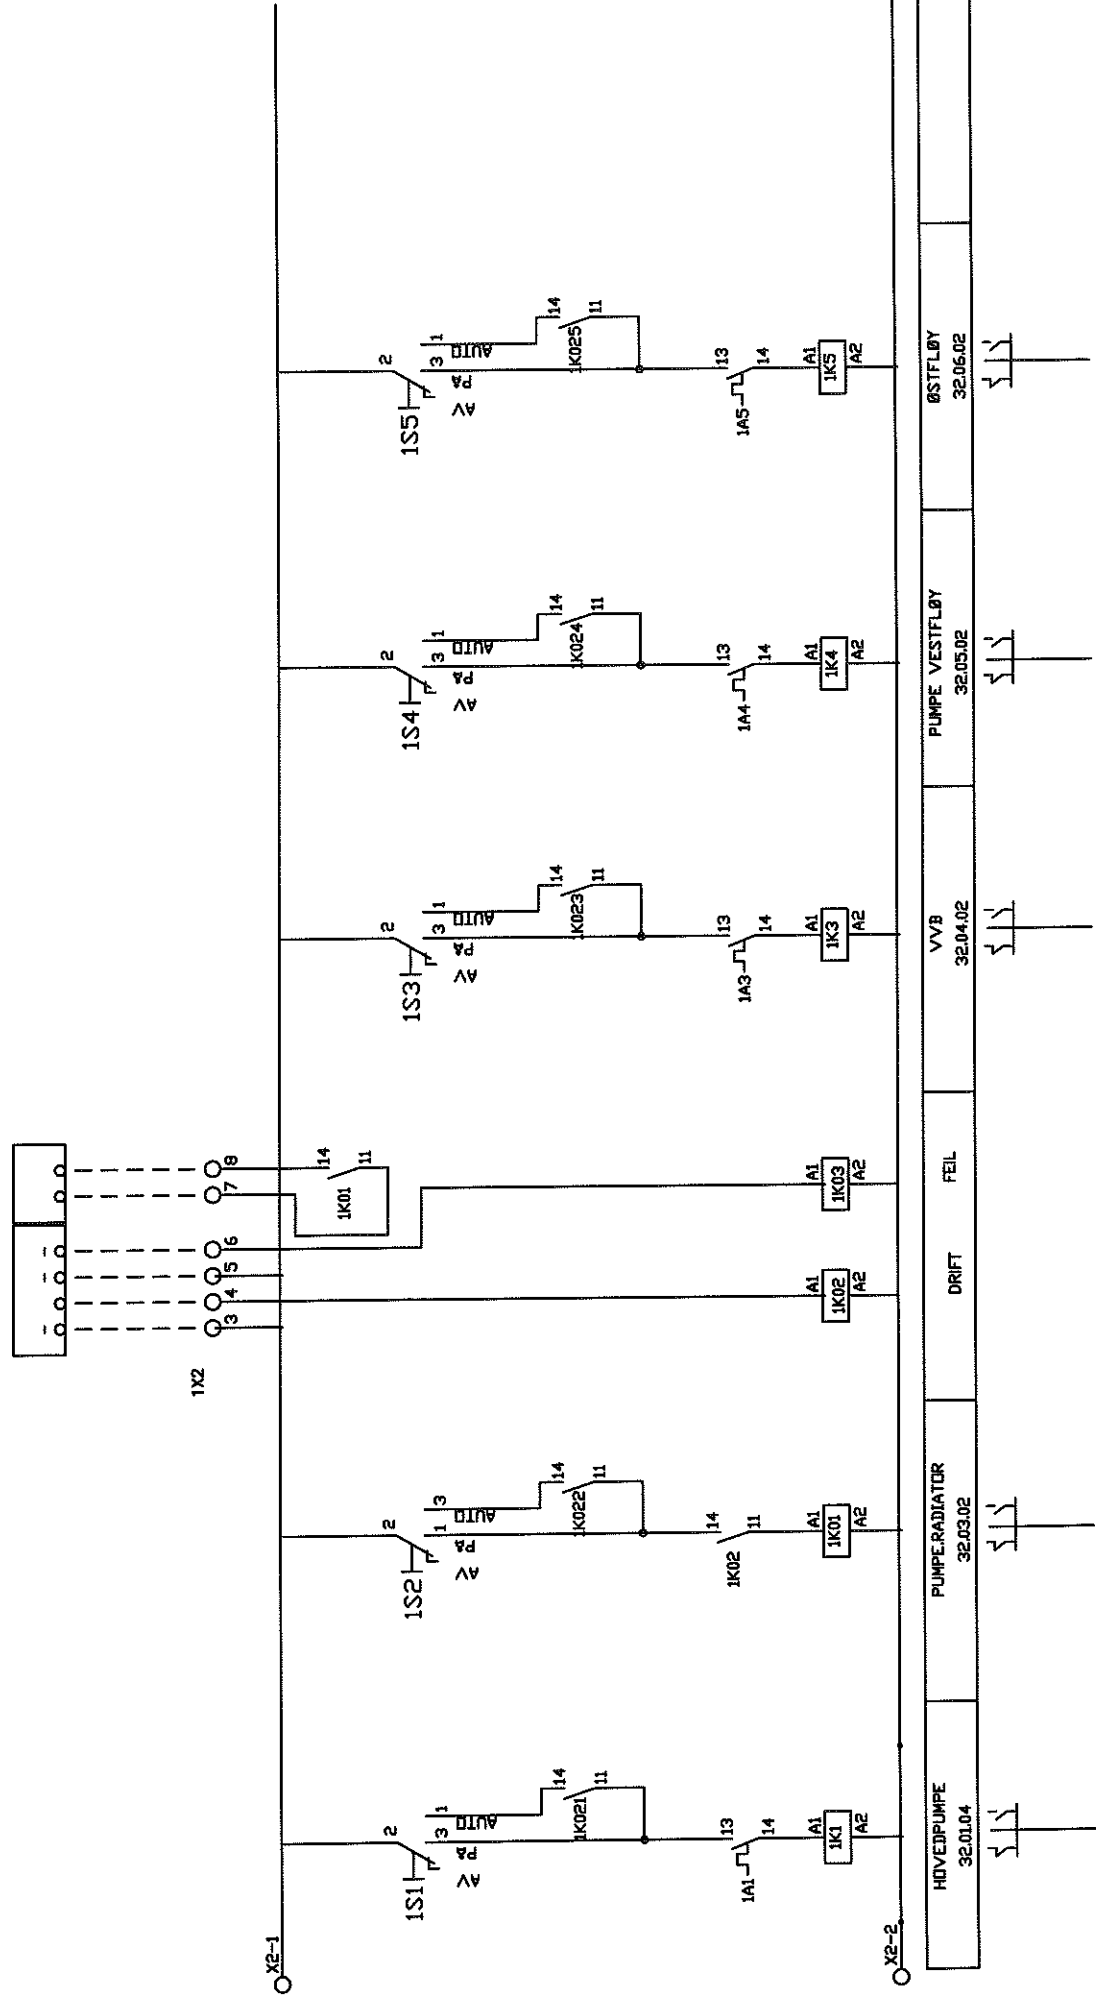 X2-1
X2-2
1S1
2
3
1
AV
PÅ
AUTO
14
1K021
11
13
1A1
14
A1
1K1
A2
HOVEDPUMPE
32.01.04
1S2
2
1
3
AV
PÅ
AUTO
14
1K022
11
14
1K02
11
A1
1K01
A2
PUMPE.RADIATOR
32.03.02
1X2
3
4
5
6
7
8
14
1K01
11
A1
1K02
A2
A1
1K03
A2
DRIFT
FEIL
1S3
2
3
1
AV
PÅ
AUTO
14
1K023
11
13
1A3
14
A1
1K3
A2
VVB
32.04.02
1S4
2
3
1
AV
PÅ
AUTO
14
1K024
11
13
1A4
14
A1
1K4
A2
PUMPE VESTFLØY
32.05.02
1S5
2
3
1
AV
PÅ
AUTO
14
1K025
11
13
1A5
14
A1
1K5
A2
ØSTFLØY
32.06.02